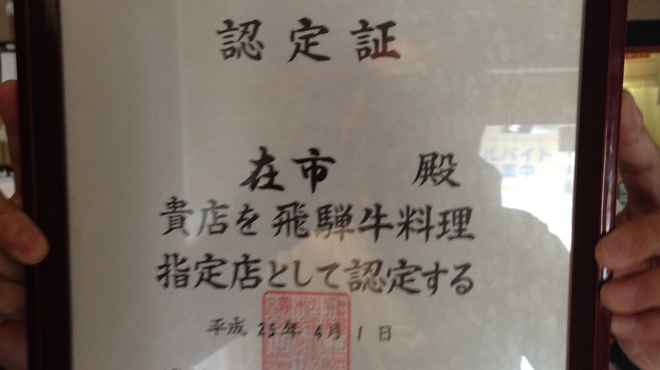 認定証
在市 殿
貴店を飛騨牛料理
指定店として認定する
平成25年4月1日